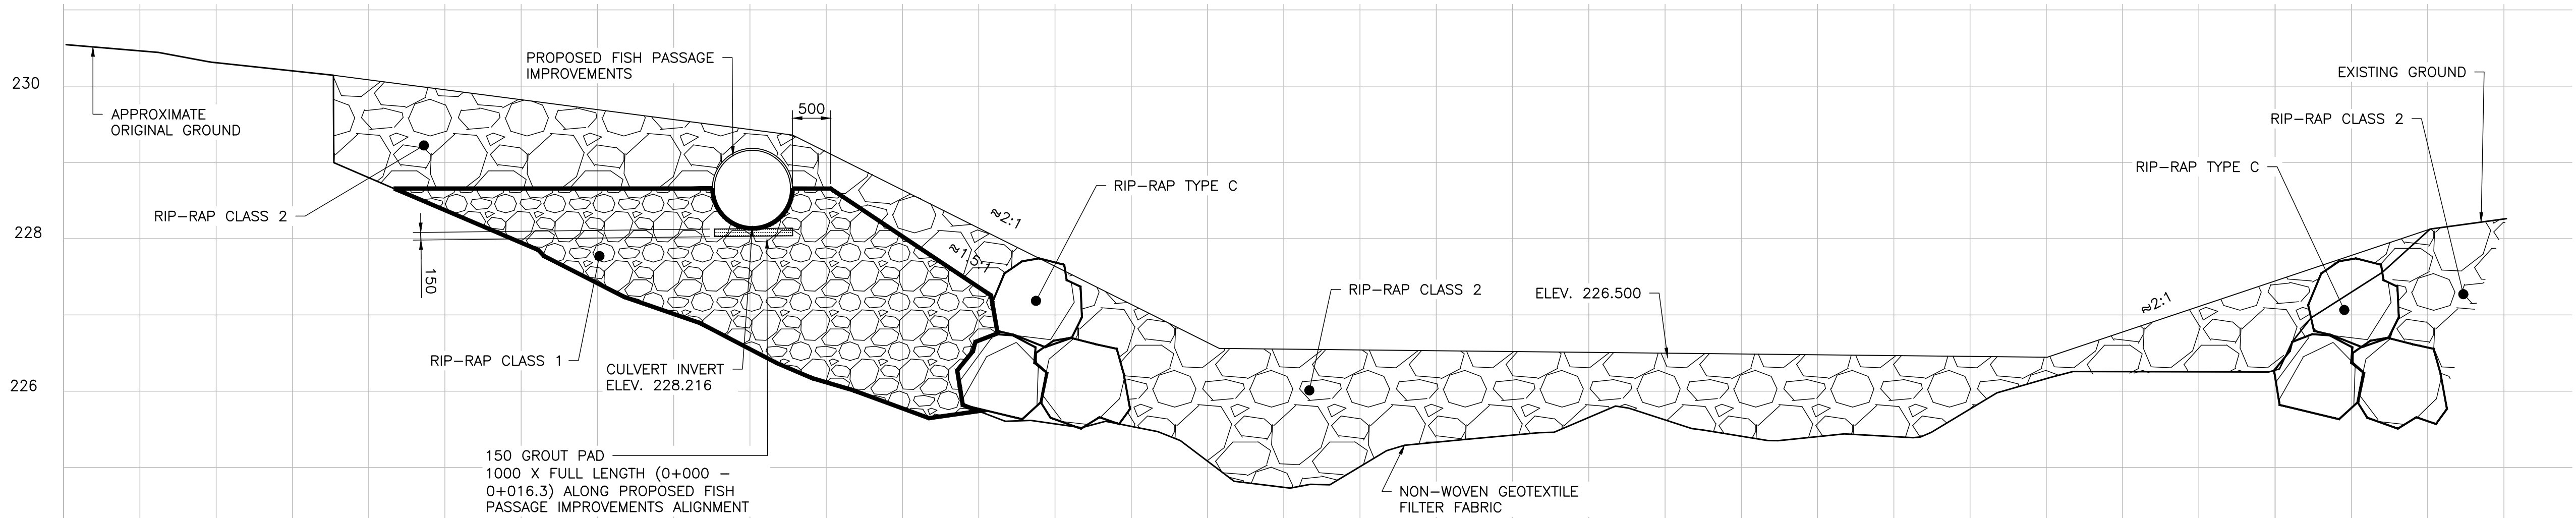 PROPOSED FISH PASSAGE
IMPROVEMENTS
EXISTING GROUND
230
500
APPROXIMATE
ORIGINAL GROUND
RIP-RAP CLASS 2
RIP-RAP TYPE C
RIP-RAP TYPE C
RIP-RAP CLASS 2
≈2:1
228
≈1.5:1
150
RIP-RAP CLASS 2
ELEV. 226.500
≈2:1
RIP-RAP CLASS 1
CULVERT INVERT
ELEV. 228.216
226
150 GROUT PAD
1000 X FULL LENGTH (0+000 –
0+016.3) ALONG PROPOSED FISH
PASSAGE IMPROVEMENTS ALIGNMENT
NON-WOVEN GEOTEXTILE
FILTER FABRIC